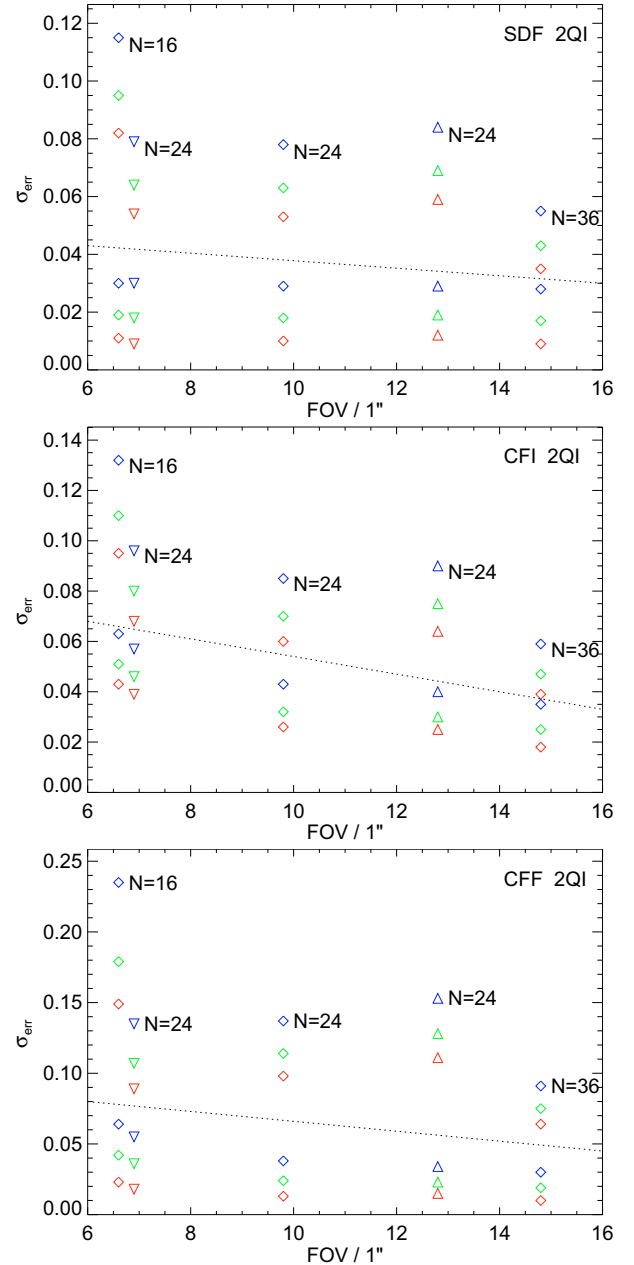 SDF 2QI
0.12
N=16
0.10
0.08
N=24
N=24
N=24
σerr
0.06
N=36
0.04
0.02
0.00
6 8 10 12 14 16
FOV / 1"
0.14
CFI 2QI
N=16
0.12
0.10
N=24
N=24
N=24
0.08
σerr
0.06
N=36
0.04
0.02
0.00
6 8 10 12 14 16
FOV / 1"
0.25
CFF 2QI
N=16
0.20
0.15
N=24
N=24
N=24
σerr
0.10
N=36
0.05
0.00
6 8 10 12 14 16
FOV / 1"